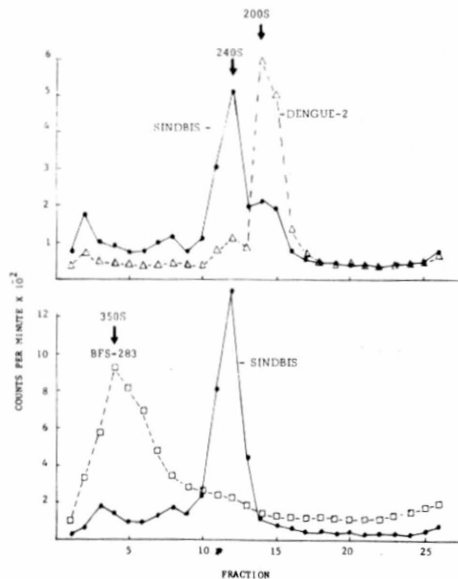 200S
240S
SINDBIS -
- DENGUE-2
6
5
4
3
2
1
350S
BFS-283
- SINDBIS
12
10
8
6
4
2
5
10
15
20
25
COUNTS PER MINUTE X 10⁻²
FRACTION